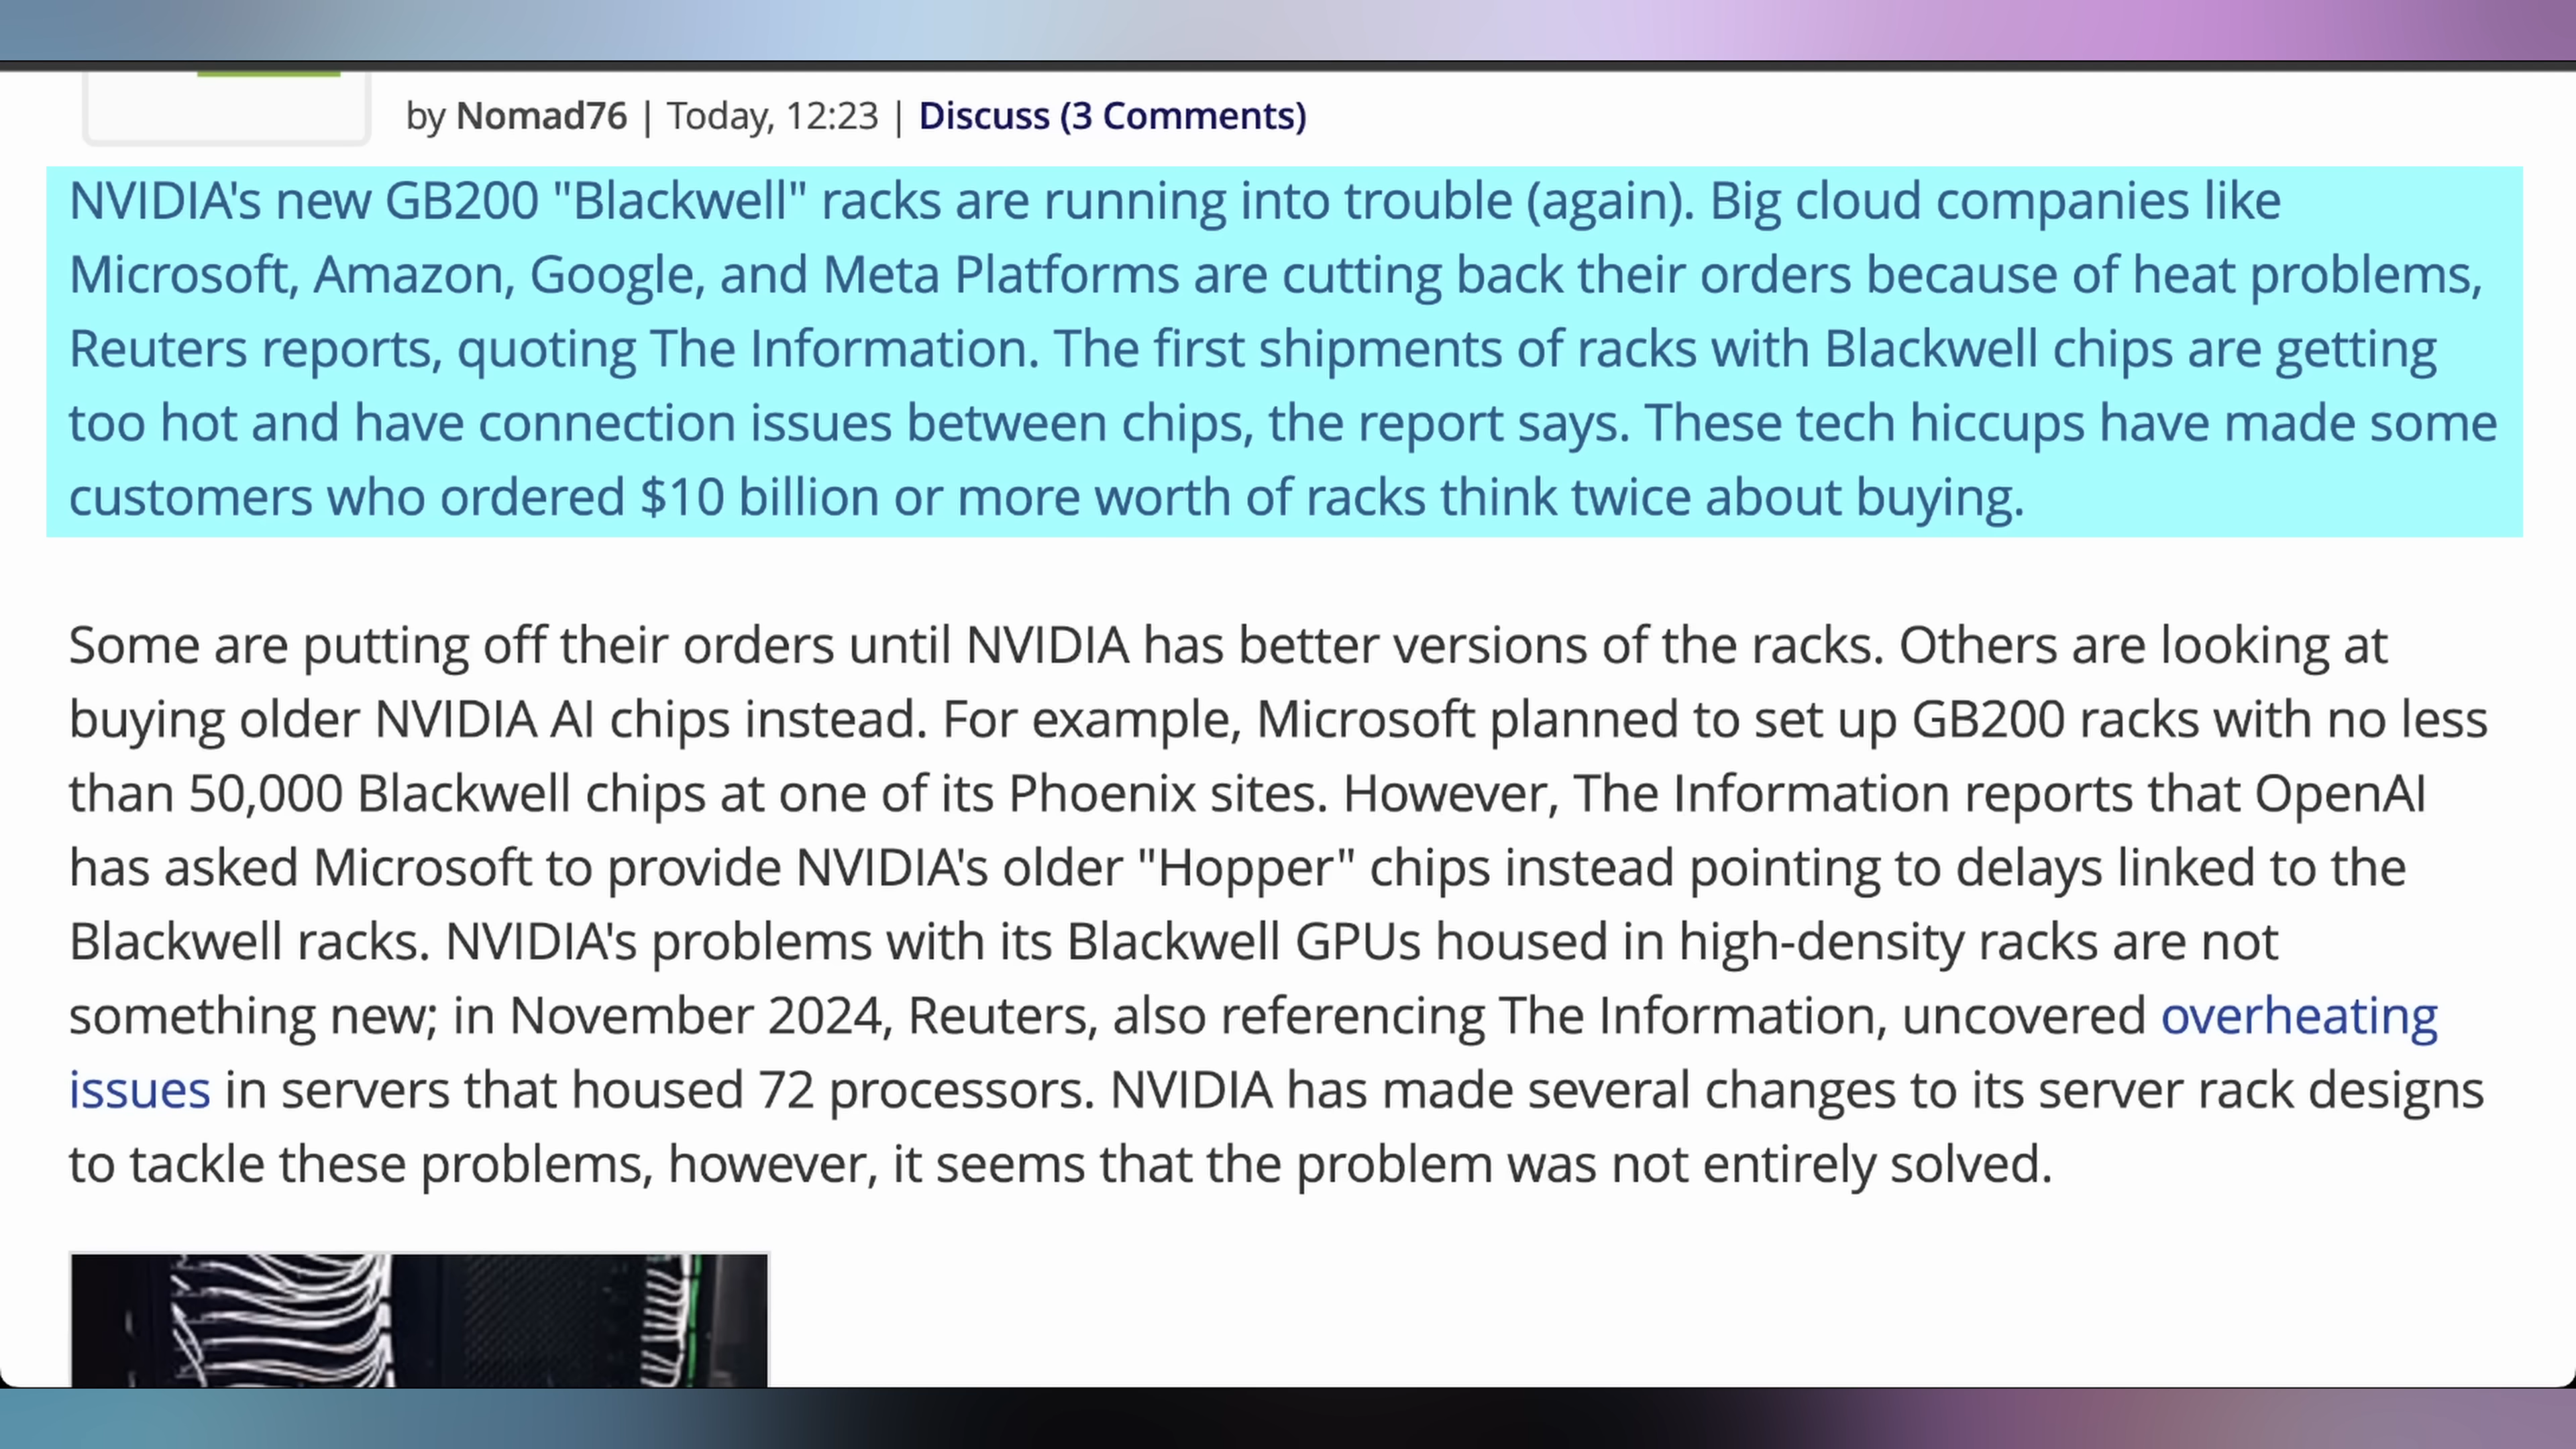 by Nomad76 | Today, 12:23 | Discuss (3 Comments)
NVIDIA's new GB200 "Blackwell" racks are running into trouble (again). Big cloud companies like
Microsoft, Amazon, Google, and Meta Platforms are cutting back their orders because of heat problems,
Reuters reports, quoting The Information. The first shipments of racks with Blackwell chips are getting
too hot and have connection issues between chips, the report says. These tech hiccups have made some
customers who ordered $10 billion or more worth of racks think twice about buying.
Some are putting off their orders until NVIDIA has better versions of the racks. Others are looking at
buying older NVIDIA AI chips instead. For example, Microsoft planned to set up GB200 racks with no less
than 50,000 Blackwell chips at one of its Phoenix sites. However, The Information reports that OpenAI
has asked Microsoft to provide NVIDIA's older "Hopper" chips instead pointing to delays linked to the
Blackwell racks. NVIDIA's problems with its Blackwell GPUs housed in high-density racks are not
something new; in November 2024, Reuters, also referencing The Information, uncovered overheating
issues in servers that housed 72 processors. NVIDIA has made several changes to its server rack designs
to tackle these problems, however, it seems that the problem was not entirely solved.